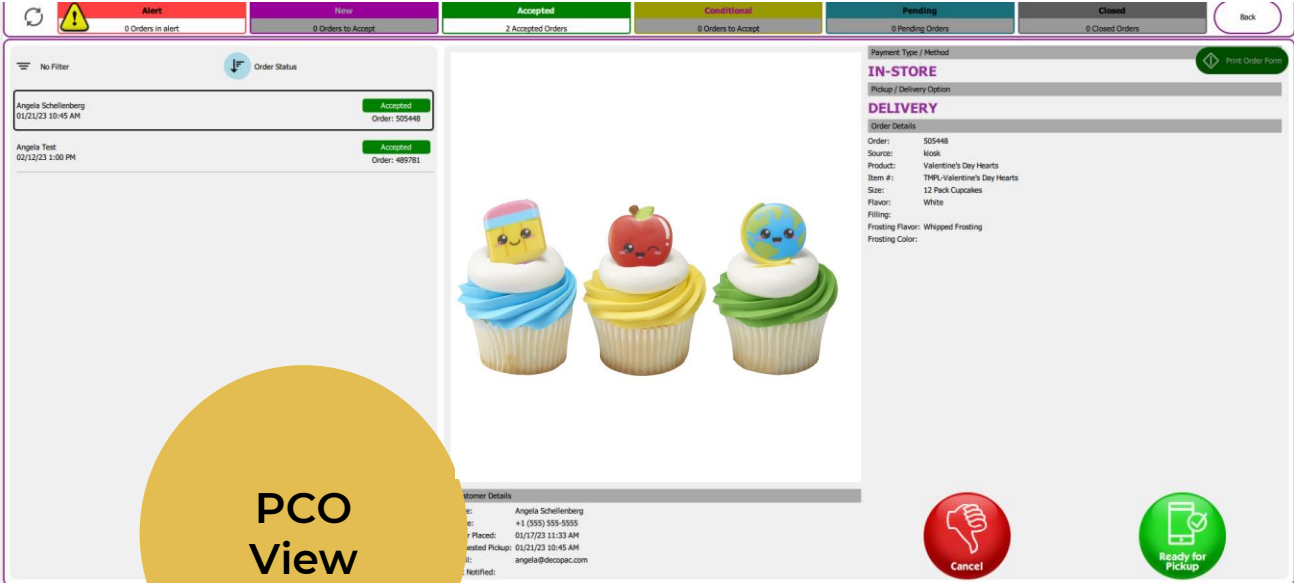 Alert
0 Orders in alert
New
0 Orders to Accept
Accepted
2 Accepted Orders
Conditional
0 Orders to Accept
Pending
0 Pending Orders
Closed
0 Closed Orders
Back
No Filter
Order Status
Angela Schellenberg
Accepted
01/21/23 10:45 AM
Order: 505448
Angela Test
Accepted
02/12/23 1:00 PM
Order: 489781
Payment Type / Method
Print Order Form
IN-STORE
Pickup / Delivery Option
DELIVERY
Order Details
Order: 505448
Source: kiosk
Product: Valentine's Day Hearts
Item #: TMPL-Valentine's Day Hearts
Size: 12 Pack Cupcakes
Flavor: White
Filling:
Frosting Flavor: Whipped Frosting
Frosting Color:
PCO
View
Details
Angela Schellenberg
+1 (555) 555-5555
Placed: 01/17/23 11:33 AM
Pickup: 01/21/23 10:45 AM
angela@decopac.com
Notified:
Cancel
Ready for
Pickup